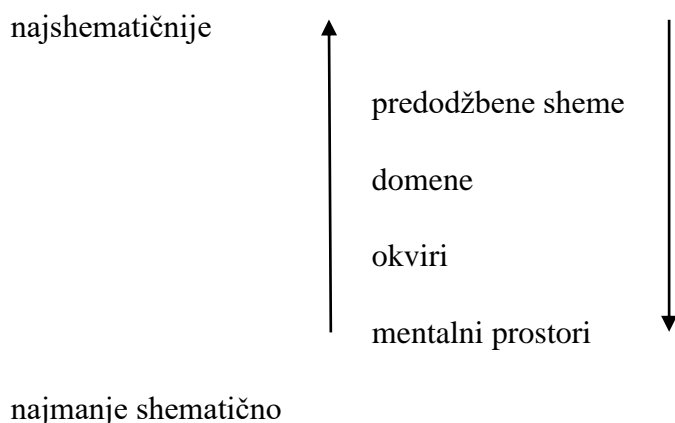 najshematičnije
predodžbene sheme
domene
okviri
mentalni prostori
najmanje shematično